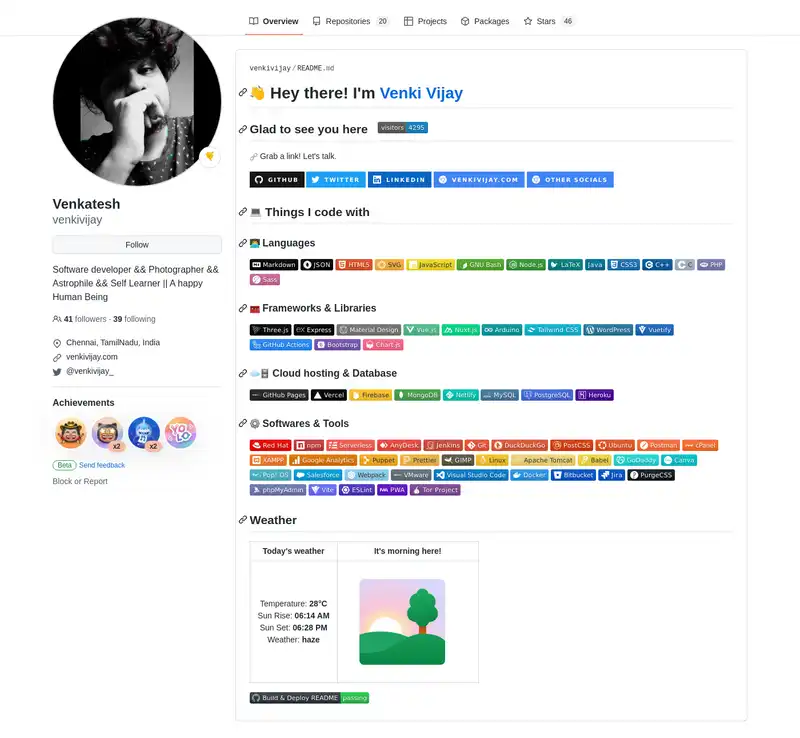 Overview Repositories 20 Projects Packages Stars 46
Venkatesh
venkivijay
Follow
Software developer && Photographer &&
Astrophile && Self Learner || A happy
Human Being
41 followers · 39 following
Chennai, TamilNadu, India
venkivijay.com
@venkivijay_
Achievements
x2 x2
YOLO
Beta Send feedback
Block or Report
venkivijay/README.md
Hey there! I'm Venki Vijay
Glad to see you here visitors 4295
Grab a link! Let's talk.
GITHUB TWITTER LINKEDIN VENKIVIJAY.COM OTHER SOCIALS
Things I code with
Languages
Markdown JSON HTML5 SVG JavaScript GNU Bash Node.js LaTeX Java CSS3 C++ C PHP
Sass
Frameworks & Libraries
Three.js Express Material Design Vue.js Nuxt.js Arduino Tailwind CSS WordPress Vuetify
GitHub Actions Bootstrap Chart.js
Cloud hosting & Database
GitHub Pages Vercel Firebase MongoDB Netlify MySQL PostgreSQL Heroku
Softwares & Tools
Red Hat npm Serverless AnyDesk Jenkins Git DuckDuckGo PostCSS Ubuntu Postman cPanel
XAMPP Google Analytics Puppet Prettier GIMP Linux Apache Tomcat Babel GoDaddy Canva
Pop!_OS Salesforce Webpack VMware Visual Studio Code Docker Bitbucket Jira PurgeCSS
phpMyAdmin Vite ESLint PWA Tor Project
Weather
Today's weather It's morning here!
Temperature: 28°C
Sun Rise: 06:14 AM
Sun Set: 06:28 PM
Weather: haze
Build & Deploy README passing